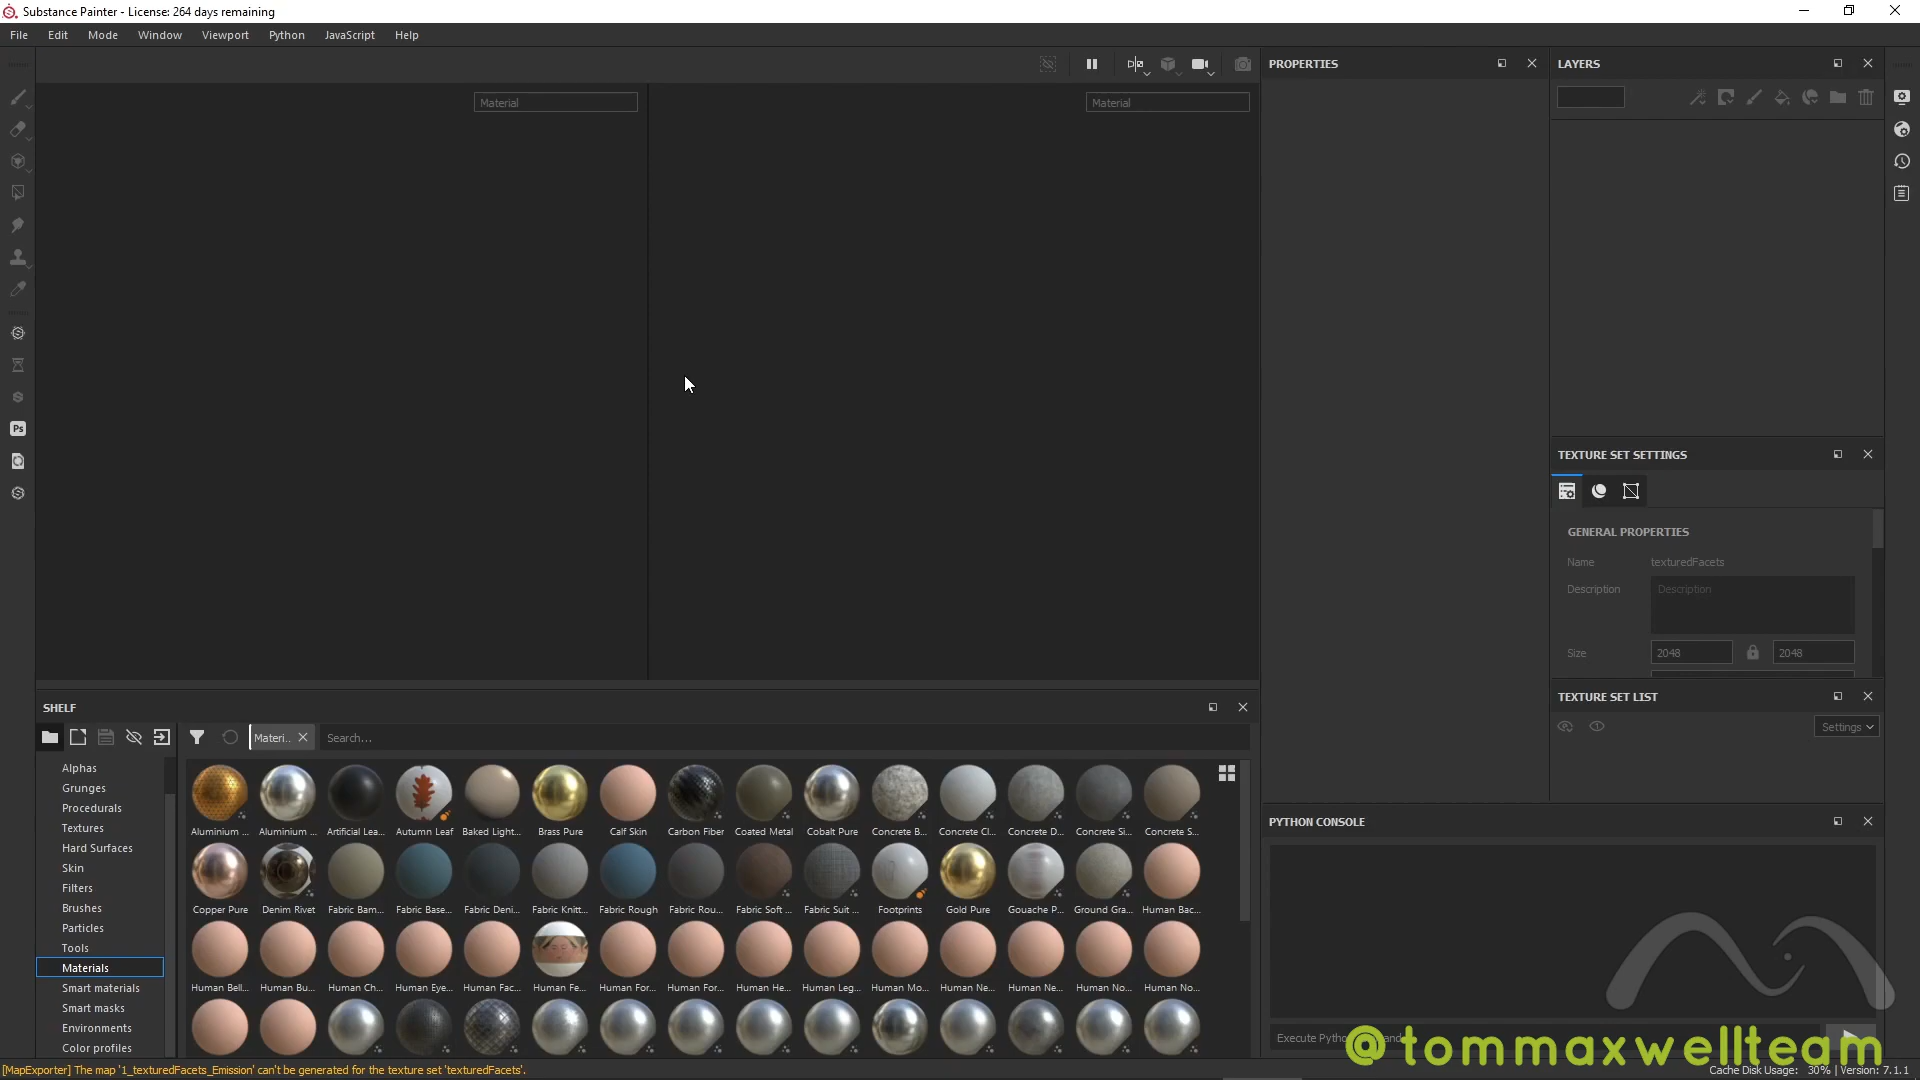 Substance Painter - License: 264 days remaining
File Edit Mode Window Viewport Python JavaScript Help
Material
Material
PROPERTIES
LAYERS
TEXTURE SET SETTINGS
GENERAL PROPERTIES
Name texturedFacets
Description Description
Size 2048 2048
TEXTURE SET LIST
Settings
SHELF
Materi.. Search...
Alphas
Grunges
Procedurals
Textures
Hard Surfaces
Skin
Filters
Brushes
Particles
Tools
Materials
Smart materials
Smart masks
Environments
Color profiles
Aluminium ... Aluminium ... Artificial Lea... Autumn Leaf Baked Light... Brass Pure Calf Skin Carbon Fiber Coated Metal Cobalt Pure Concrete B... Concrete Cl... Concrete D... Concrete Si... Concrete S...
Copper Pure Denim Rivet Fabric Bam... Fabric Base... Fabric Deni... Fabric Knitt... Fabric Rough Fabric Rou... Fabric Soft ... Fabric Suit ... Footprints Gold Pure Gouache P... Ground Gra... Human Bac...
Human Bell... Human Bu... Human Ch... Human Eye... Human Fac... Human Fe... Human For... Human For... Human He... Human Leg... Human Mo... Human Ne... Human Ne... Human No... Human No...
PYTHON CONSOLE
Execute
@tommaxwellteam
[MapExporter] The map '1_texturedFacets_Emission' can't be generated for the texture set 'texturedFacets'.
Cache Disk Usage: 30% | Version: 7.1.1
Ps